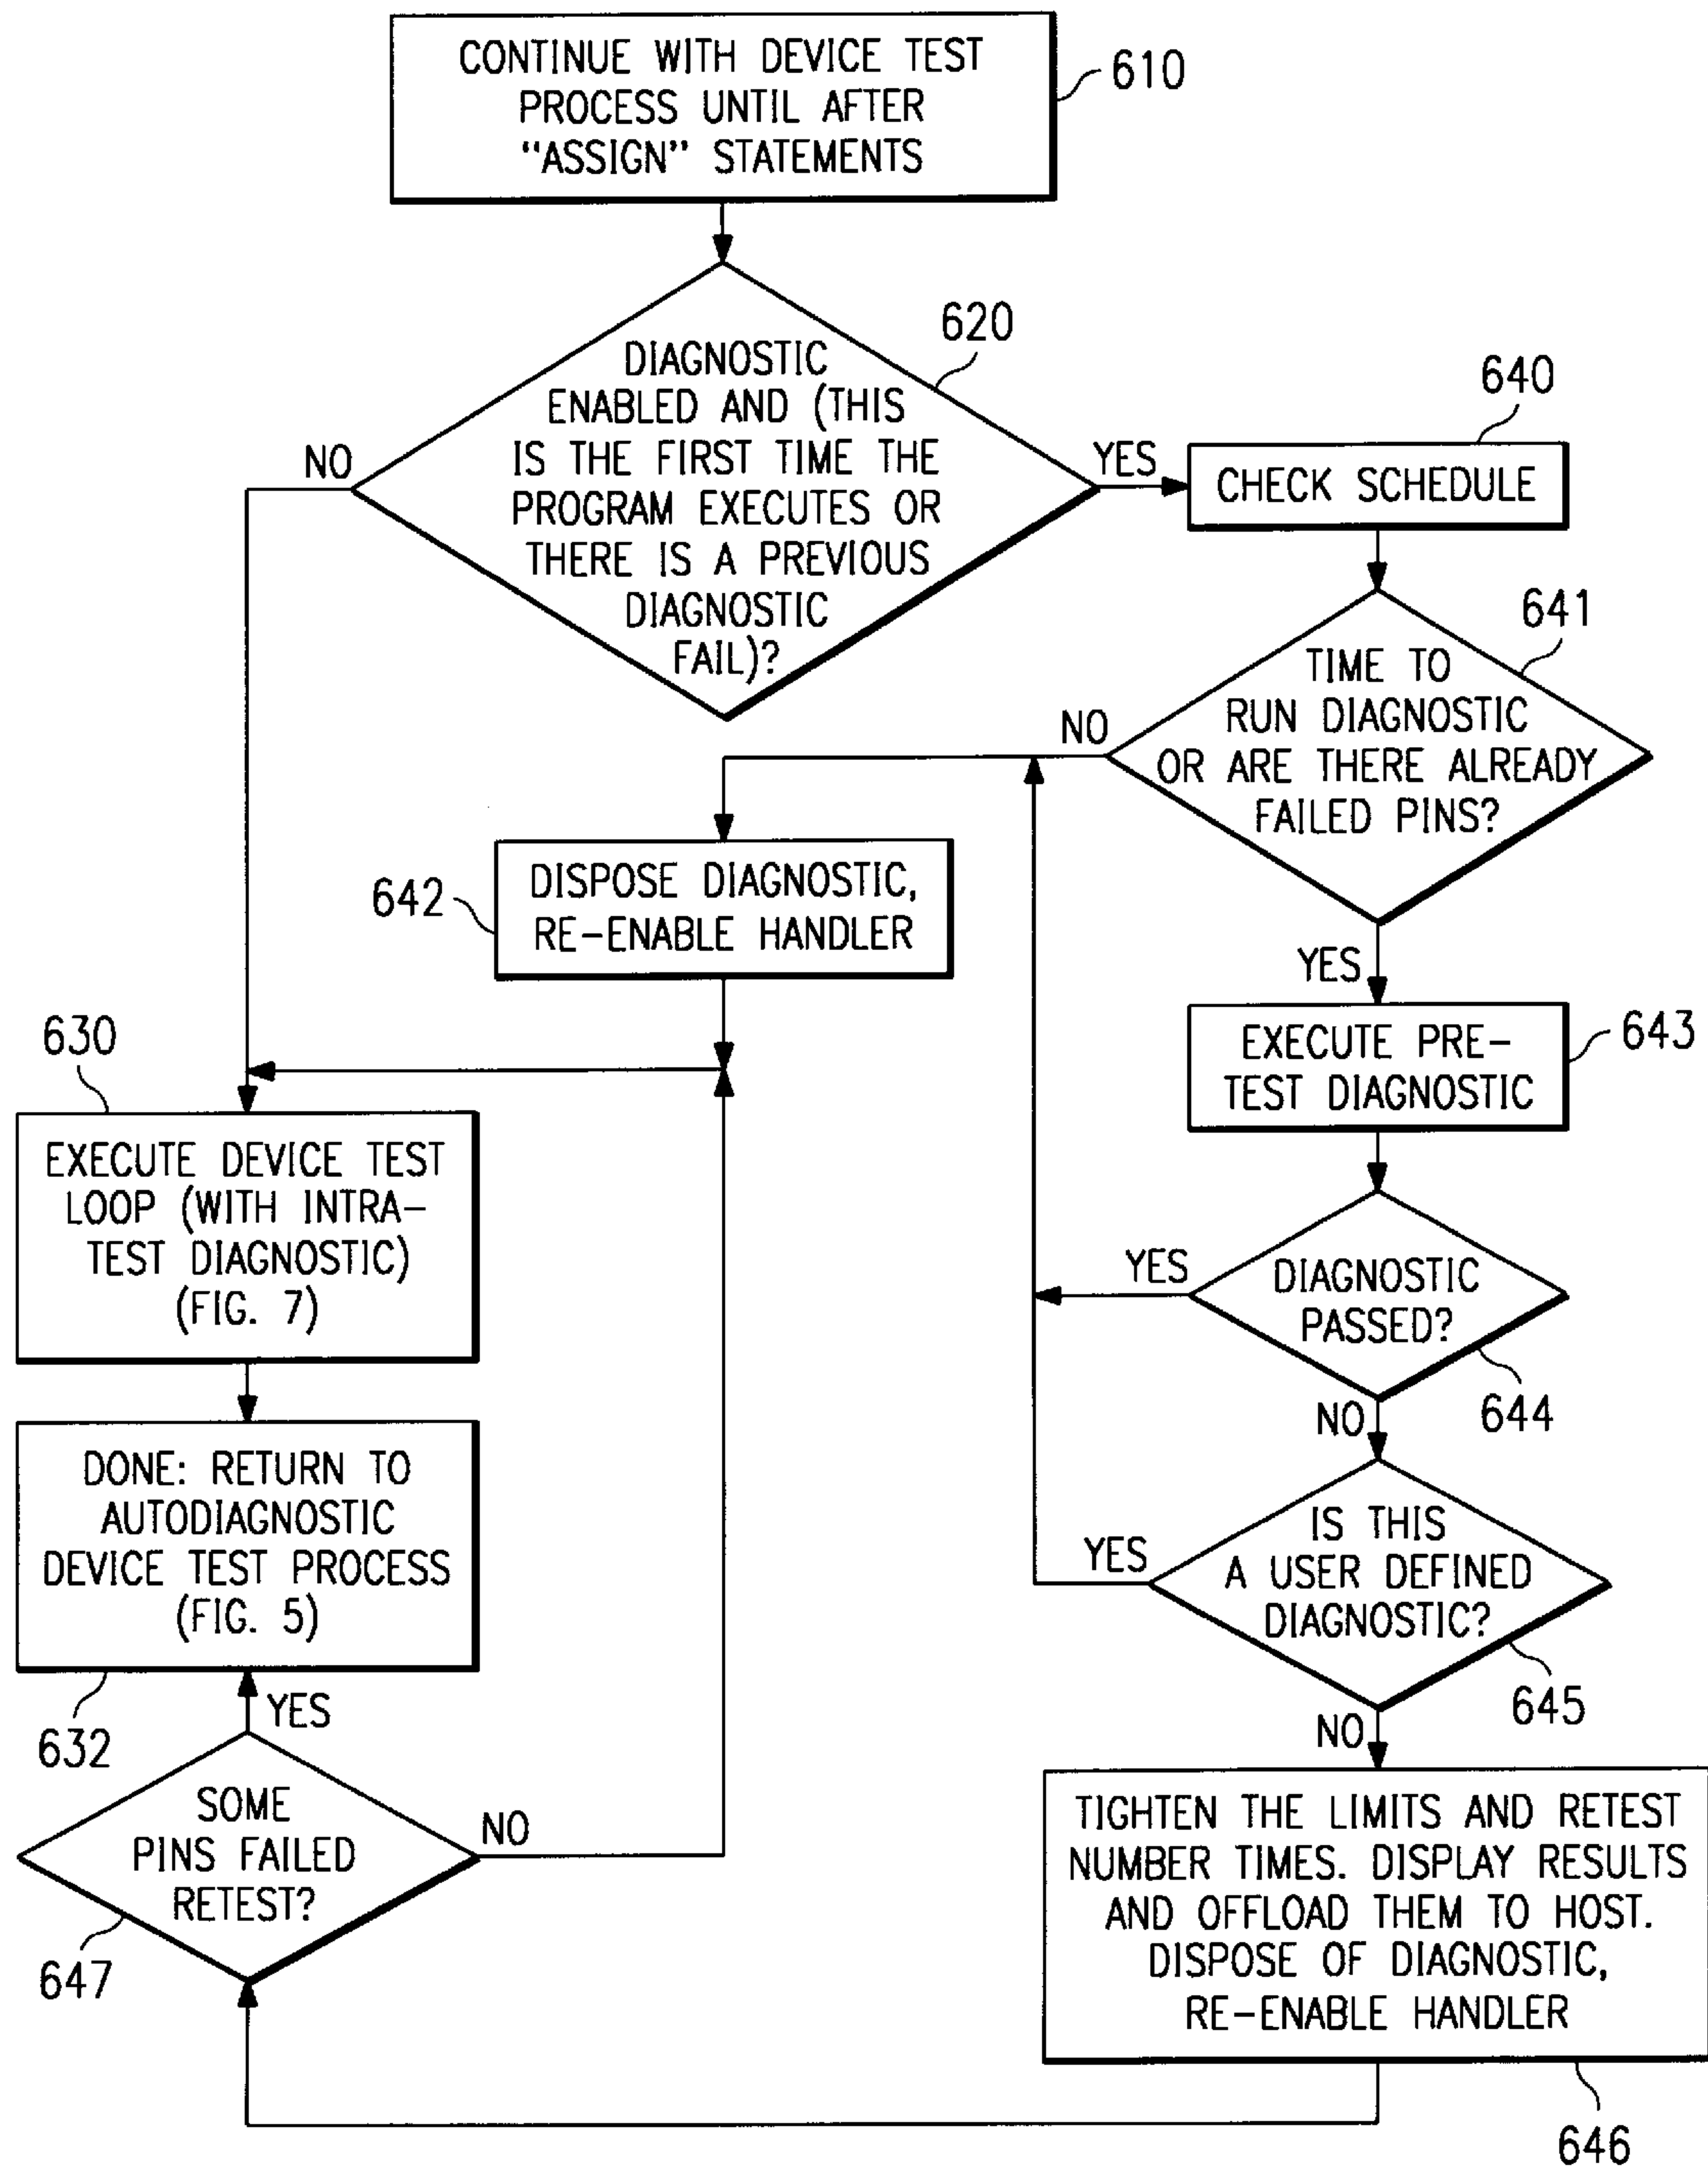 CONTINUE WITH DEVICE TEST
PROCESS UNTIL AFTER
"ASSIGN" STATEMENTS
610
DIAGNOSTIC
ENABLED AND (THIS
IS THE FIRST TIME THE
PROGRAM EXECUTES OR
THERE IS A PREVIOUS
DIAGNOSTIC
FAIL)?
620
NO
YES
640
CHECK SCHEDULE
641
TIME TO
RUN DIAGNOSTIC
OR ARE THERE ALREADY
FAILED PINS?
NO
YES
642
DISPOSE DIAGNOSTIC,
RE-ENABLE HANDLER
EXECUTE PRE-
TEST DIAGNOSTIC
643
630
EXECUTE DEVICE TEST
LOOP (WITH INTRA-
TEST DIAGNOSTIC)
(FIG. 7)
YES
DIAGNOSTIC
PASSED?
644
NO
DONE: RETURN TO
AUTODIAGNOSTIC
DEVICE TEST PROCESS
(FIG. 5)
632
YES
YES
IS THIS
A USER DEFINED
DIAGNOSTIC?
645
NO
SOME
PINS FAILED
RETEST?
NO
647
TIGHTEN THE LIMITS AND RETEST
NUMBER TIMES. DISPLAY RESULTS
AND OFFLOAD THEM TO HOST.
DISPOSE OF DIAGNOSTIC,
RE-ENABLE HANDLER
646